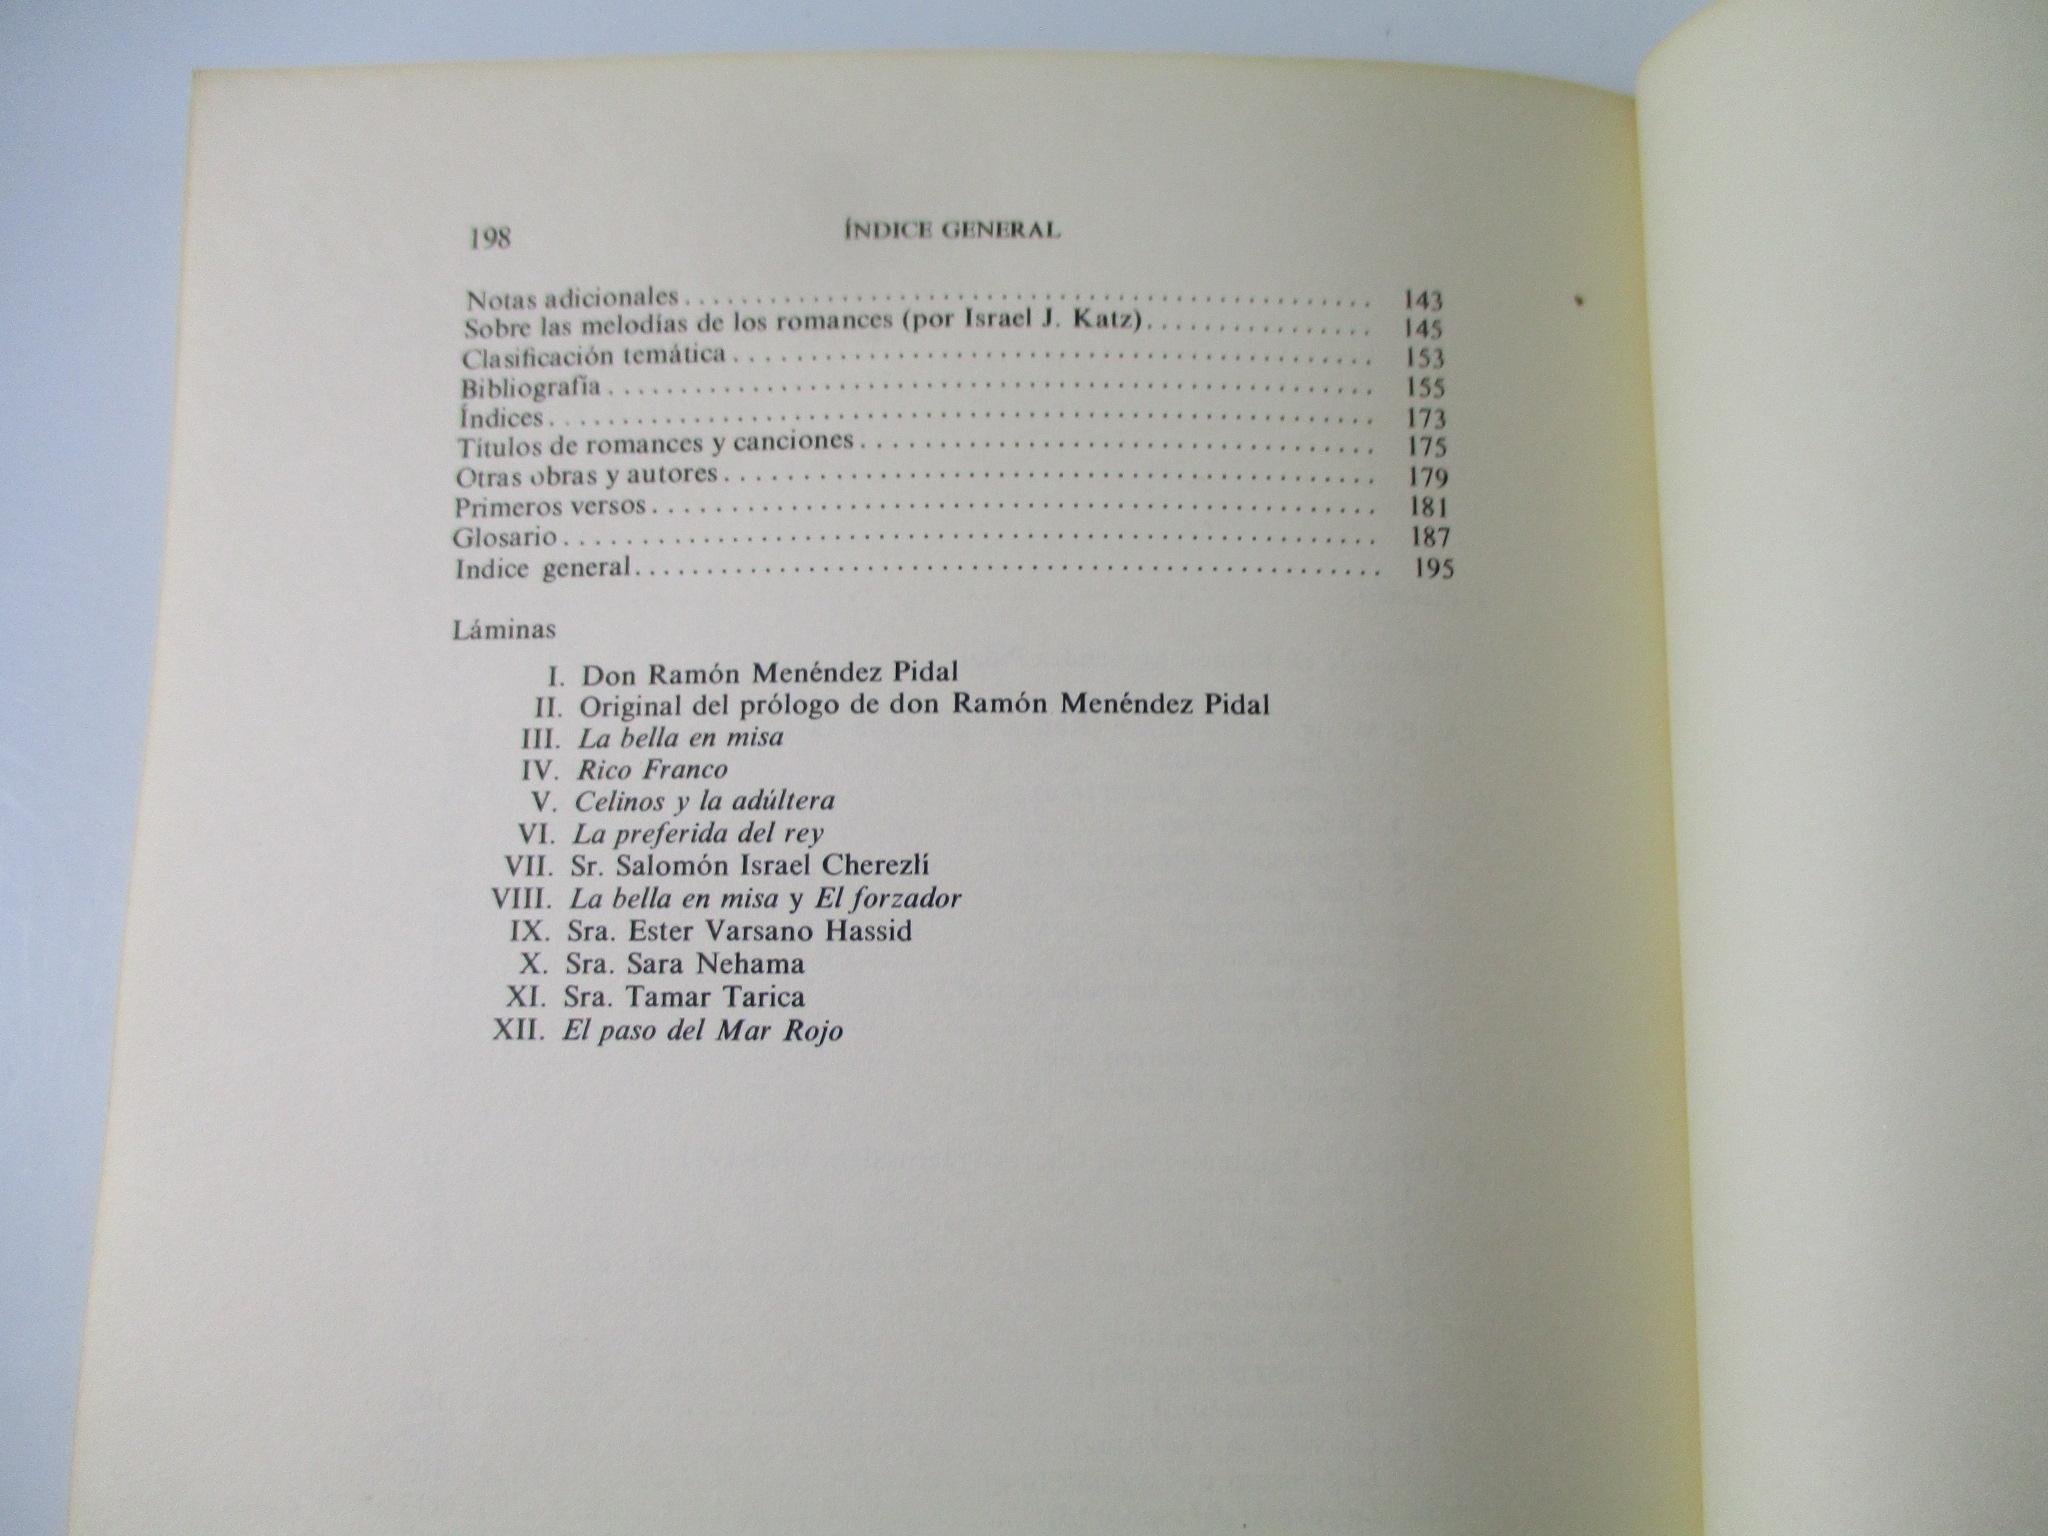 198 ÍNDICE GENERAL
Notas adicionales 143
Sobre las melodías de los romances (por Israel J. Katz) 145
Clasificación temática 153
Bibliografía 155
Índices 173
Títulos de romances y canciones 175
Otras obras y autores 179
Primeros versos 181
Glosario 187
Indice general 195
Láminas
I. Don Ramón Menéndez Pidal
II. Original del prólogo de don Ramón Menéndez Pidal
III. La bella en misa
IV. Rico Franco
V. Celinos y la adúltera
VI. La preferida del rey
VII. Sr. Salomón Israel Cherezlí
VIII. La bella en misa y El forzador
IX. Sra. Ester Varsano Hassid
X. Sra. Sara Nehama
XI. Sra. Tamar Tarica
XII. El paso del Mar Rojo